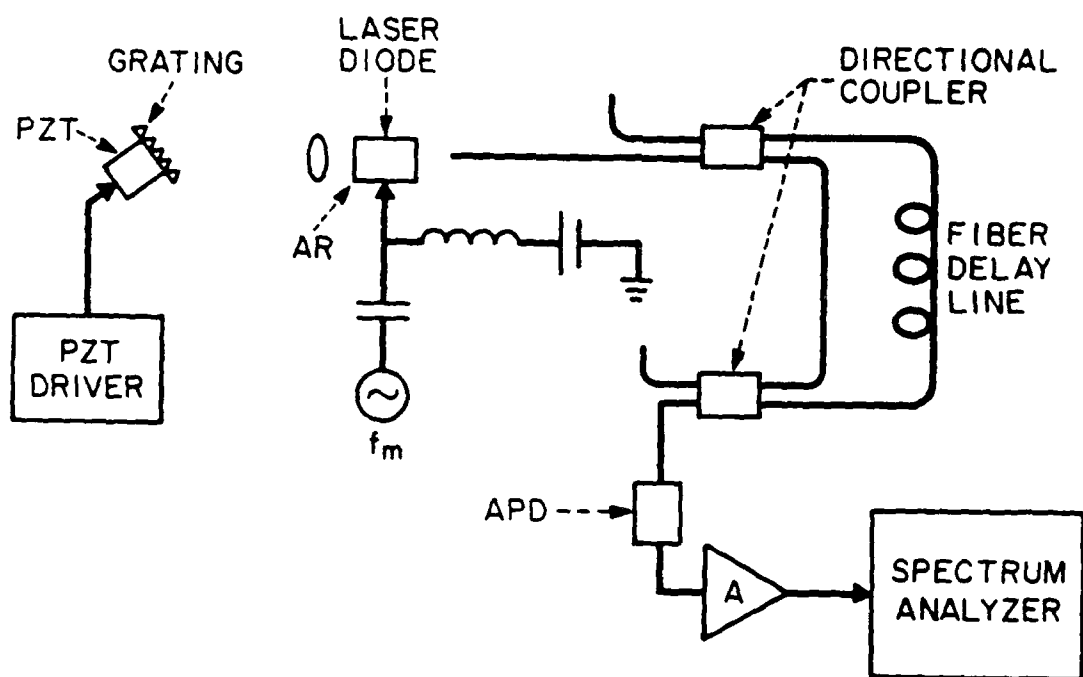 LASER
DIODE
GRATING
PZT
DIRECTIONAL
COUPLER
AR
FIBER
DELAY
LINE
PZT
DRIVER
fm
APD
A
SPECTRUM
ANALYZER